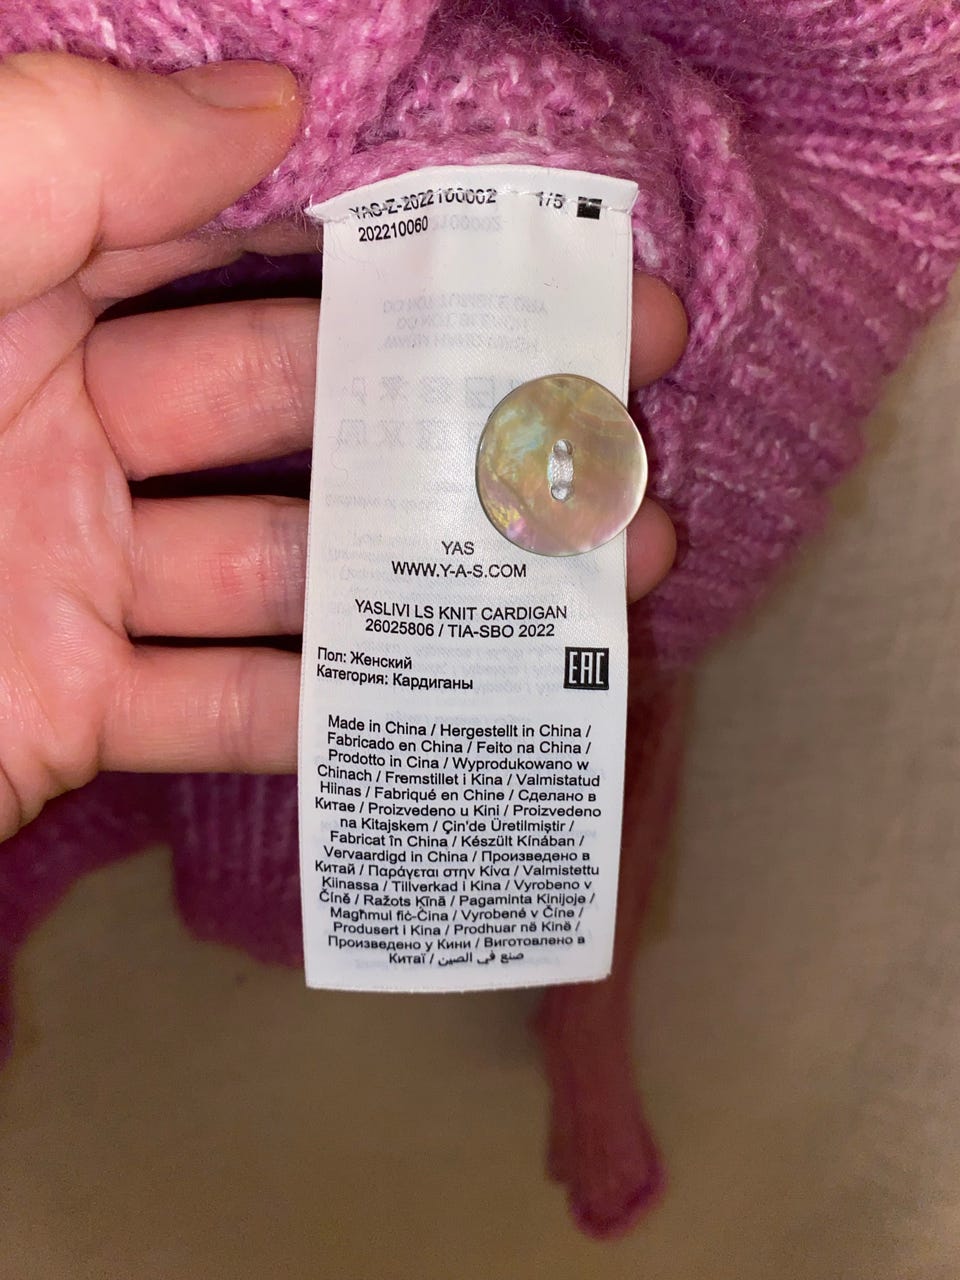 YAS-Z-2022100002 1/5
202210060
YAS
WWW.Y-A-S.COM
YASLIVI LS KNIT CARDIGAN
26025806 / TIA-SBO 2022
Пол: Женский
Категория: Кардиганы
EAC
Made in China / Hergestellt in China /
Fabricado en China / Feito na China /
Prodotto in Cina / Wyprodukowano w
Chinach / Fremstillet i Kina / Valmistatud
Hiinas / Fabriqué en Chine / Сделано в
Китае / Proizvedeno u Kini / Proizvedeno
na Kitajskem / Çin'de Üretilmiştir /
Fabricat în China / Készült Kínában /
Vervaardigd in China / Произведено в
Китай / Παράγεται στην Κίνα / Valmistettu
Kiinassa / Tillverkad i Kina / Vyrobeno v
Číně / Ražots Ķīnā / Pagaminta Kinijoje /
Magħmul fiċ-Ċina / Vyrobené v Číne /
Produsert i Kina / Prodhuar në Kinë /
Произведено у Кини / Виготовлено в
Китаї / صنع في الصين